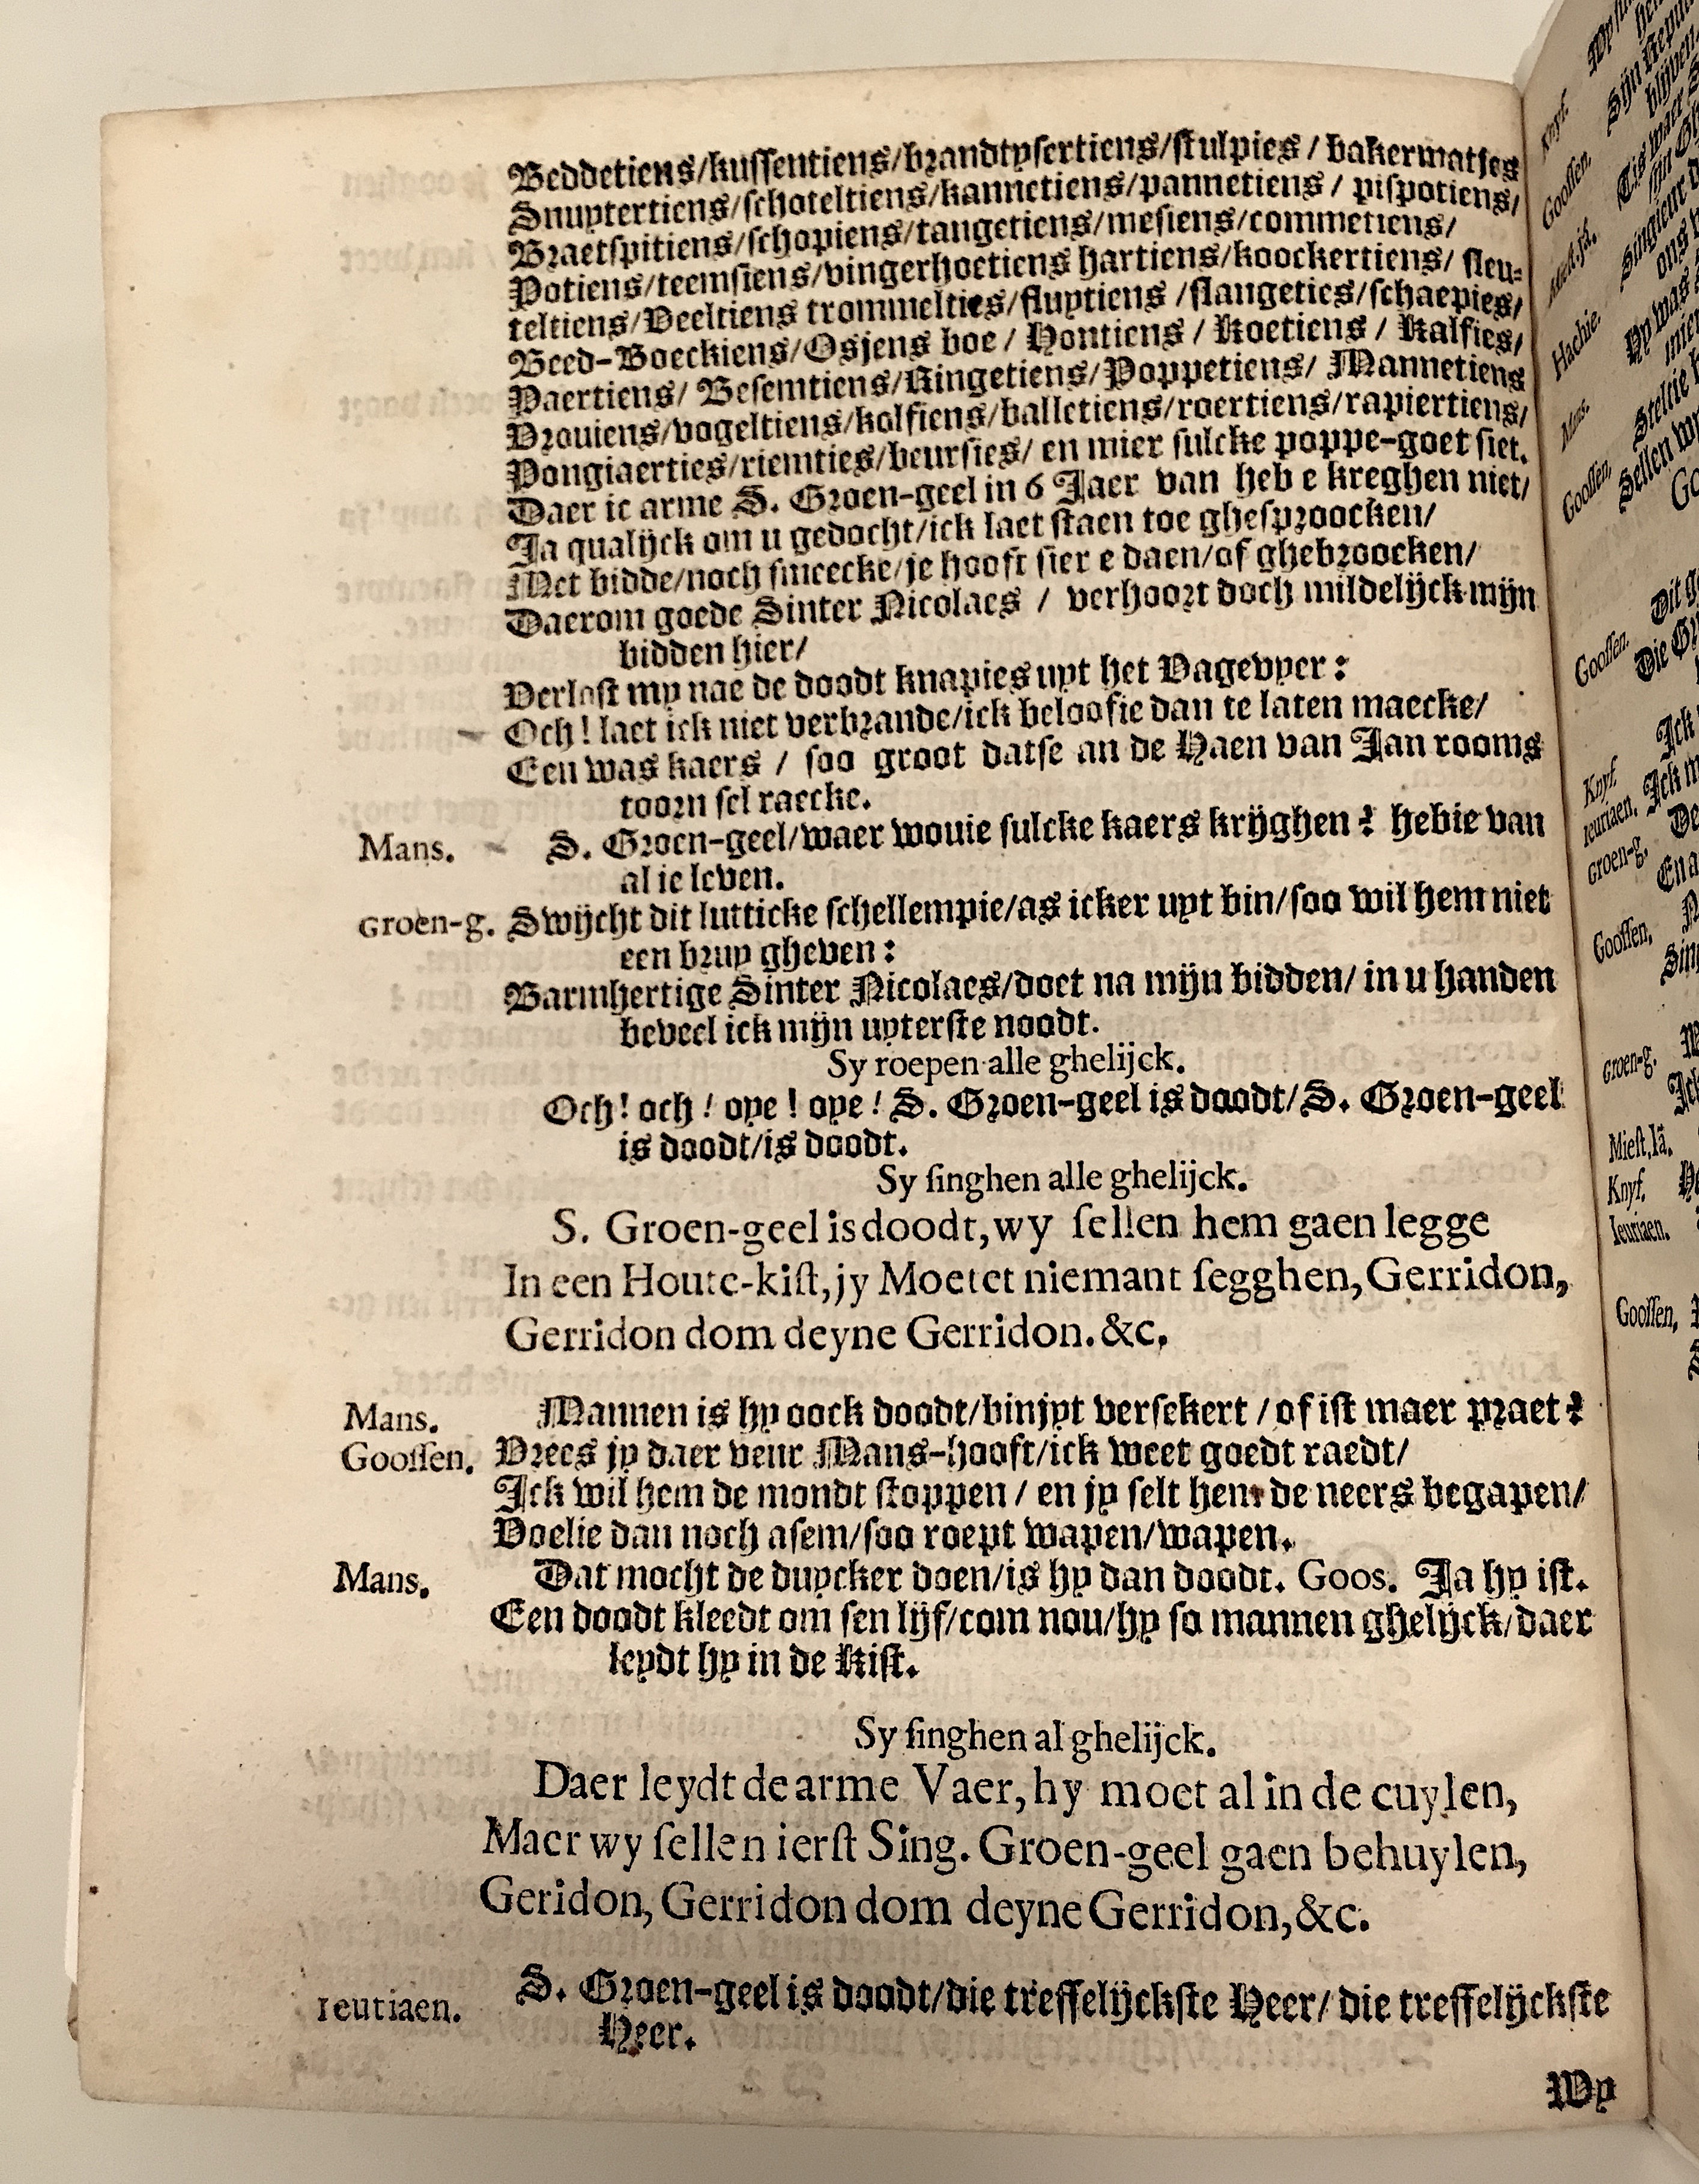 Beddetiens/kussentiens/brandtysertiens/stulpies / bakermatjes
Snuytertiens/schoteltiens/kannetiens/pannetiens / pispotiens/
Braetspitiens/schopiens/tangetiens/mesiens/commetiens/
Potiens/teemsiens/vingerhoetiens hartiens/koockertiens/ sleu-
teltiens/Veeltiens trommelties/fluytiens /slangeties/schaepies/
Beed-Boeckiens/Osjens boe / Hontiens / Koetiens / Kalfies/
Paertiens/ Besemtiens/Ringetiens/Poppetiens/ Mannetiens
Vrouiens/vogeltiens/kolfiens/balletiens/roertiens/rapiertiens/
Pongiaerties/riemties/beursies/ en mier sulcke poppe-goet siet.
Daer ic arme S. Groen-geel in 6 Jaer van heb e kreghen niet/
Ja qualijck om u gedocht/ick laet staen toe ghesproocken/
Met bidde/noch smeecke/je hooft sier e daen/of ghebroocken/
Daerom goede Sinter Nicolaes / verhoort doch mildelijck mijn
bidden hier/
Verlost my nae de doodt knapies uyt het Vagevyer:
Och! laet ick niet verbrande/ick beloofie dan te laten maecke/
Een was kaers / soo groot datse an de Haen van Jan rooms
toorn sel raecke.
Mans. S. Groen-geel/waer wouie sulcke kaers krijghen? hebie van
al ie leven.
Groen-g. Swijcht dit lutticke schellempie/as icker uyt bin/soo wil hem niet
een bruy gheven:
Barmhertige Sinter Nicolaes/doet na mijn bidden/ in u handen
beveel ick mijn uyterste noodt.
Sy roepen alle ghelijck.
Och! och! oye! oye! S. Groen-geel is doodt/S. Groen-geel
is doodt/is doodt.
Sy singhen alle ghelijck.
S. Groen-geel is doodt, wy sellen hem gaen legge
In een Houte-kist, jy Moetet niemant segghen, Gerridon,
Gerridon dom deyne Gerridon. &c.
Mans. Mannen is hy oock doodt/binjyt versekert / of ist maer praet?
Goossen. Vrees jy daer veur Mans-hooft/ick weet goedt raedt/
Ick wil hem de mondt stoppen / en jy selt hem de neers begapen/
Voelie dan noch asem/soo roept wapen/wapen.
Mans. Dat mocht de duycker doen/is hy dan doodt. Goos. Ja hy ist.
Een doodt kleedt om sen lijf/com nou/hy so mannen ghelijck/daer
leydt hy in de Kist.
Sy singhen al ghelijck.
Daer leydt de arme Vaer, hy moet al in de cuylen,
Maer wy sellen ierst Sing. Groen-geel gaen behuylen,
Geridon, Gerridon dom deyne Gerridon, &c.
Ieutiaen. S. Groen-geel is doodt/die treffelijckste Heer/ die treffelijckste
Heer.
Wy